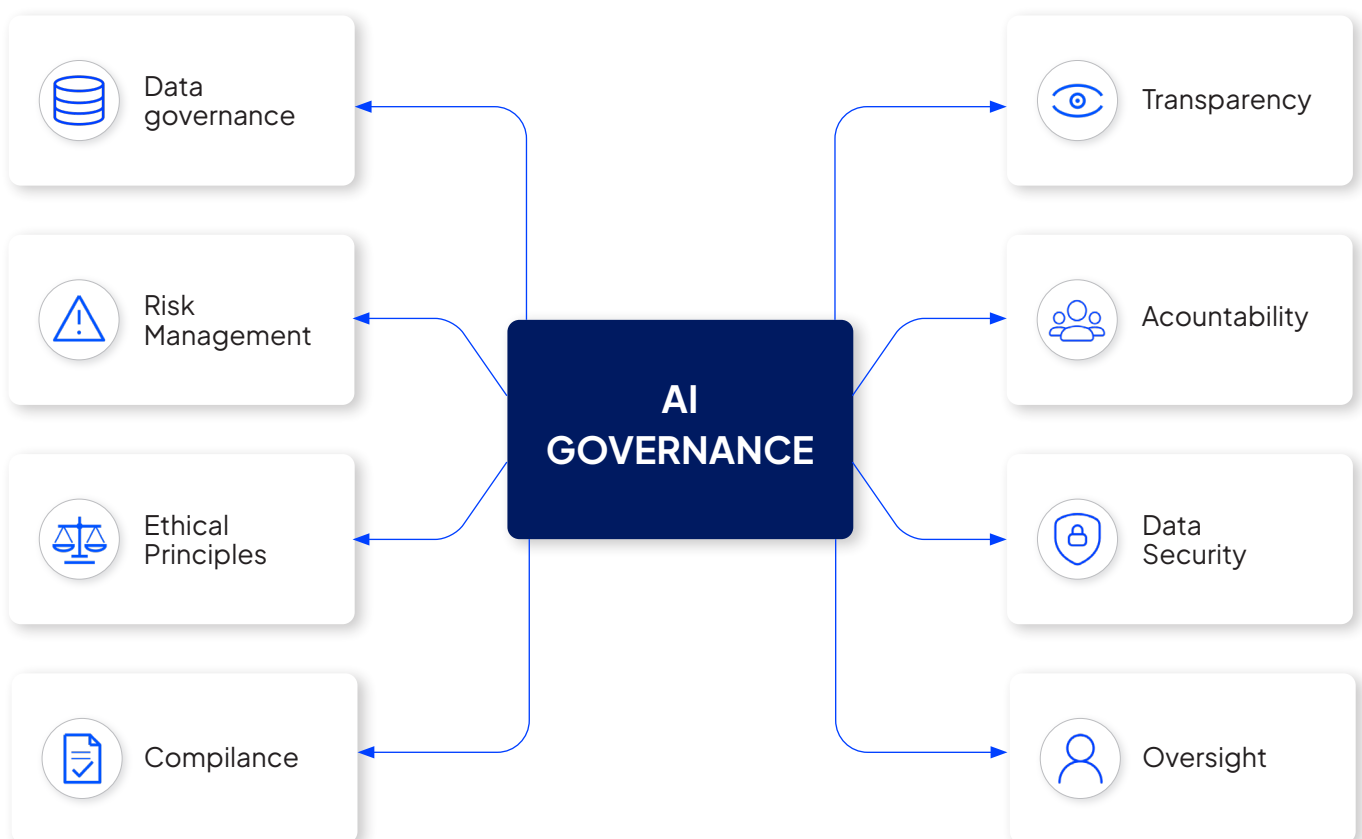 Data
governance
Transparency
Risk
Management
Acountability
AI
GOVERNANCE
Ethical
Principles
Data
Security
Compilance
Oversight